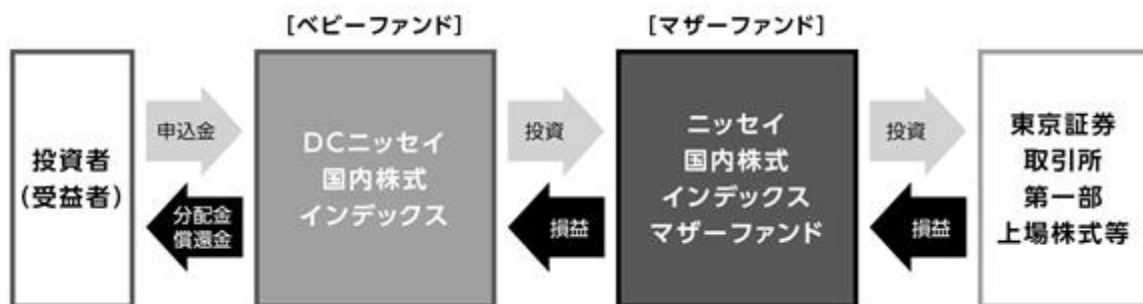 [ベビーファンド]
[マザーファンド]
投資者
(受益者)
申込金
分配金
償還金
DCニッセイ
国内株式
インデックス
投資
損益
ニッセイ
国内株式
インデックス
マザーファンド
投資
損益
東京証券
取引所
第一部
上場株式等